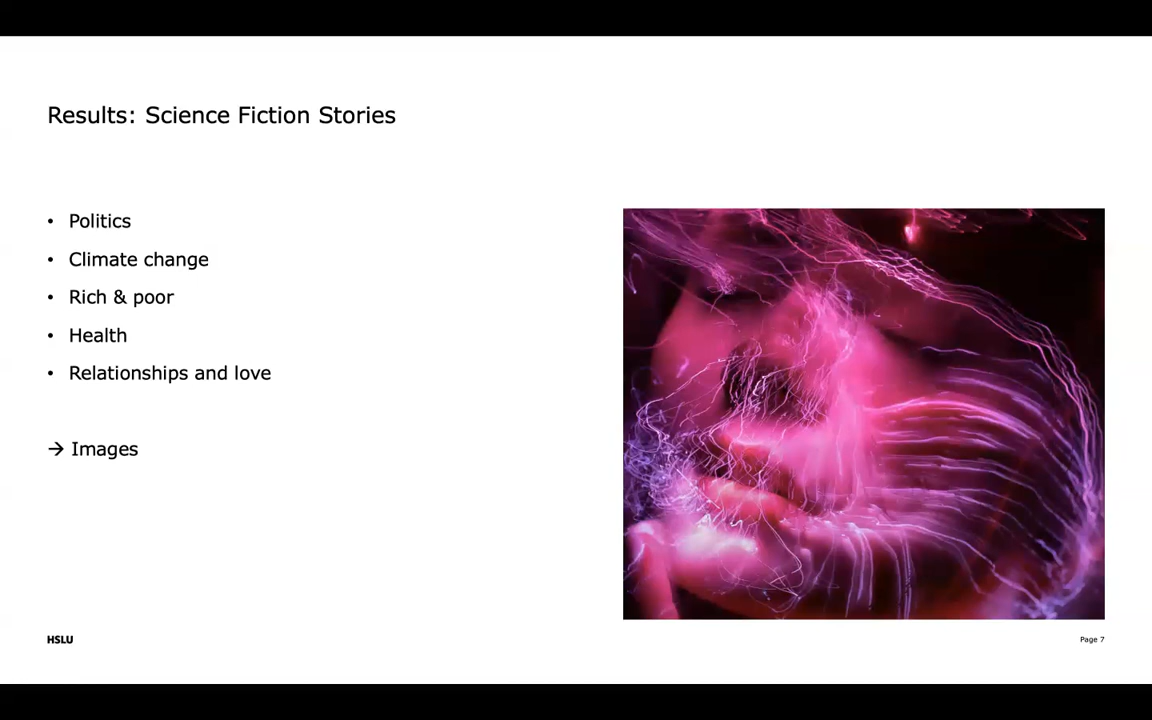 Results: Science Fiction Stories
• Politics
• Climate change
• Rich & poor
• Health
• Relationships and love
→ Images
HSLU
Page 7